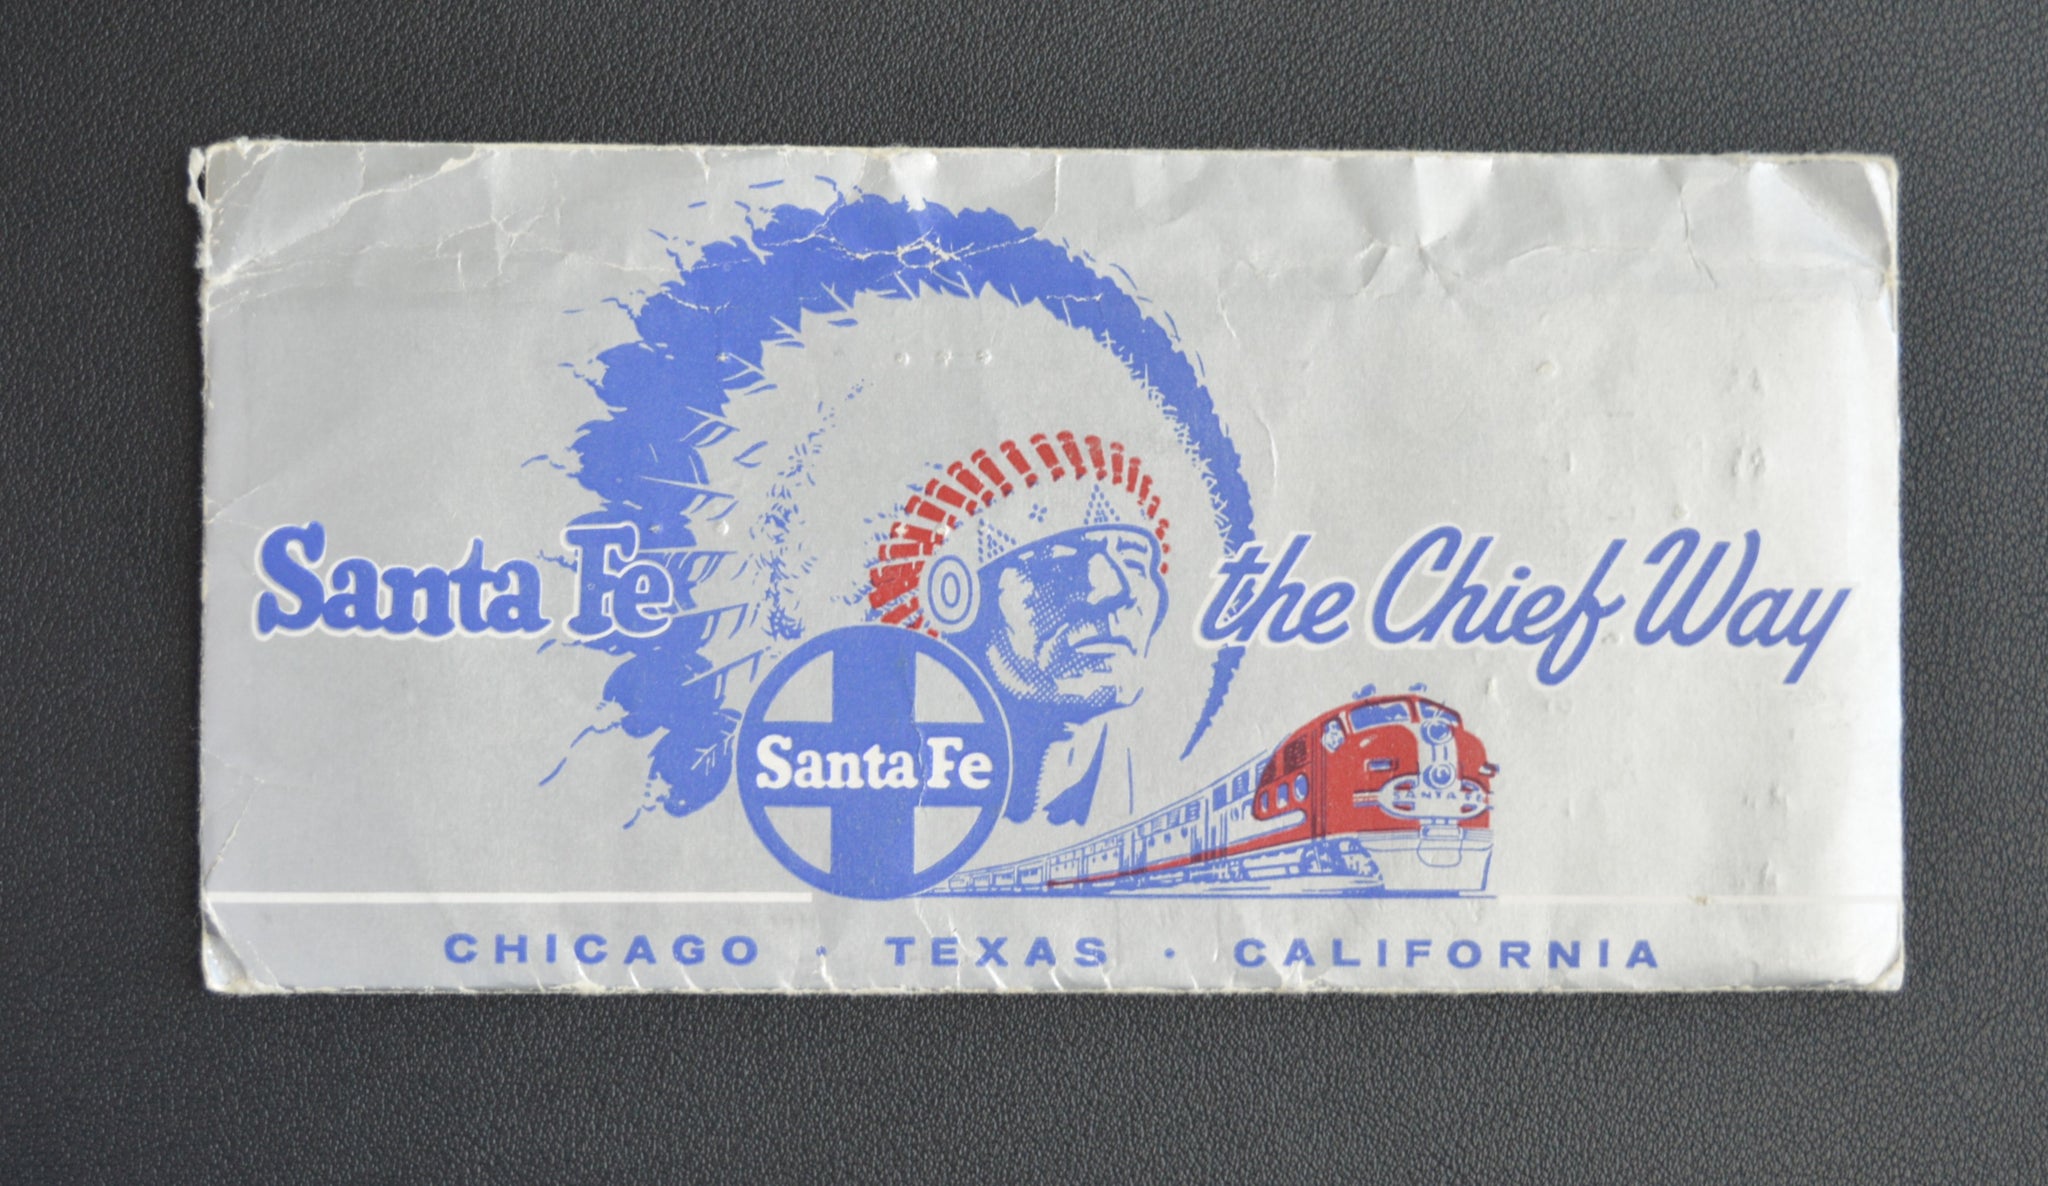 Santa Fe the Chief Way
Santa Fe
SANTA FE
CHICAGO · TEXAS · CALIFORNIA